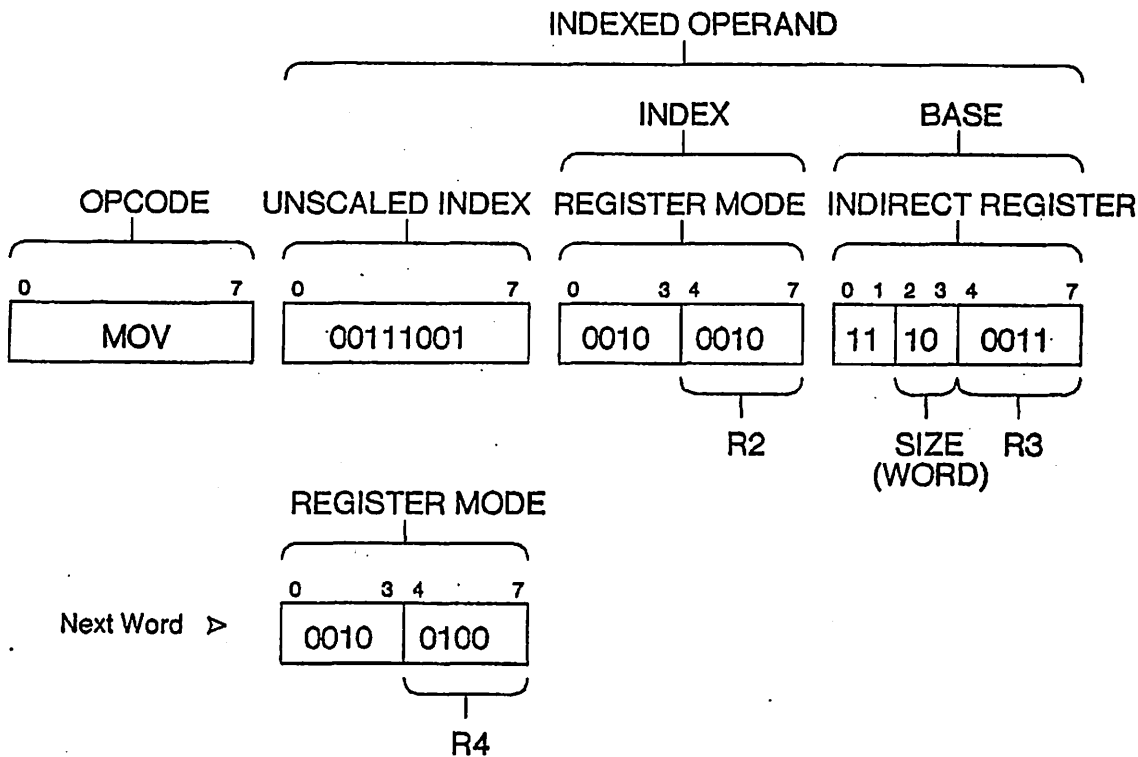 INDEXED OPERAND
INDEX BASE
OPCODE UNSCALED INDEX REGISTER MODE INDIRECT REGISTER
0 7 0 7 0 3 4 7 0 1 2 3 4 7
MOV 00111001 0010 0010 11 10 0011
R2 SIZE R3
(WORD)
REGISTER MODE
0 3 4 7
Next Word 0010 0100
R4